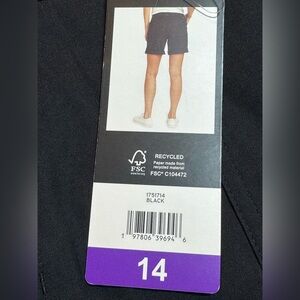 FSC
RECYCLED
Paper made from
recycled material
FSC® C104472
1751714
BLACK
1 97806 39694 6
14